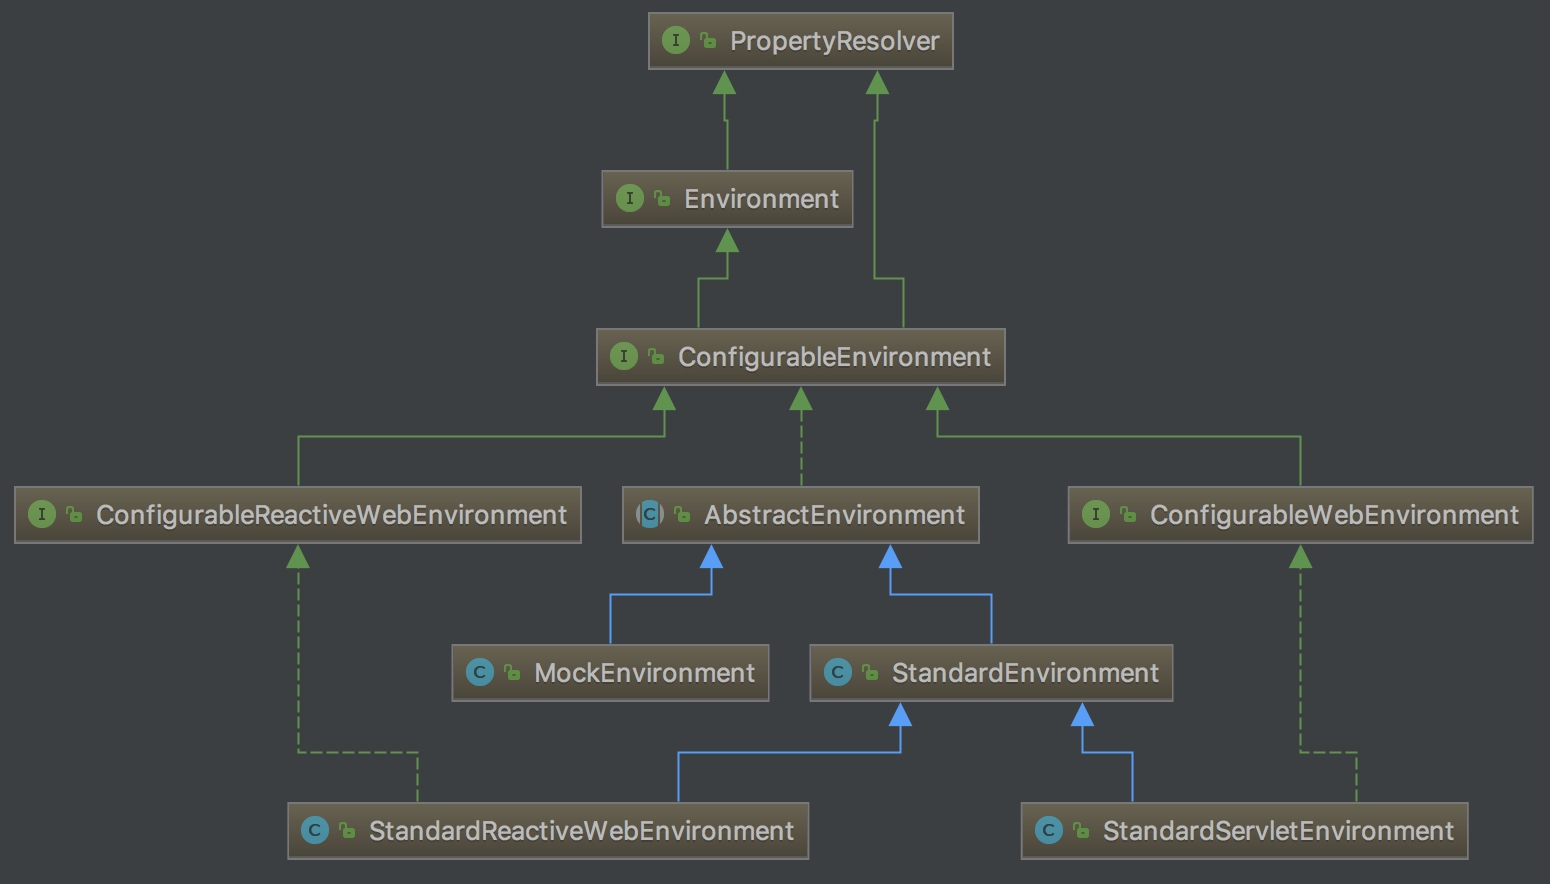 I PropertyResolver
I Environment
I ConfigurableEnvironment
I ConfigurableReactiveWebEnvironment
C AbstractEnvironment
I ConfigurableWebEnvironment
C MockEnvironment
C StandardEnvironment
C StandardReactiveWebEnvironment
C StandardServletEnvironment